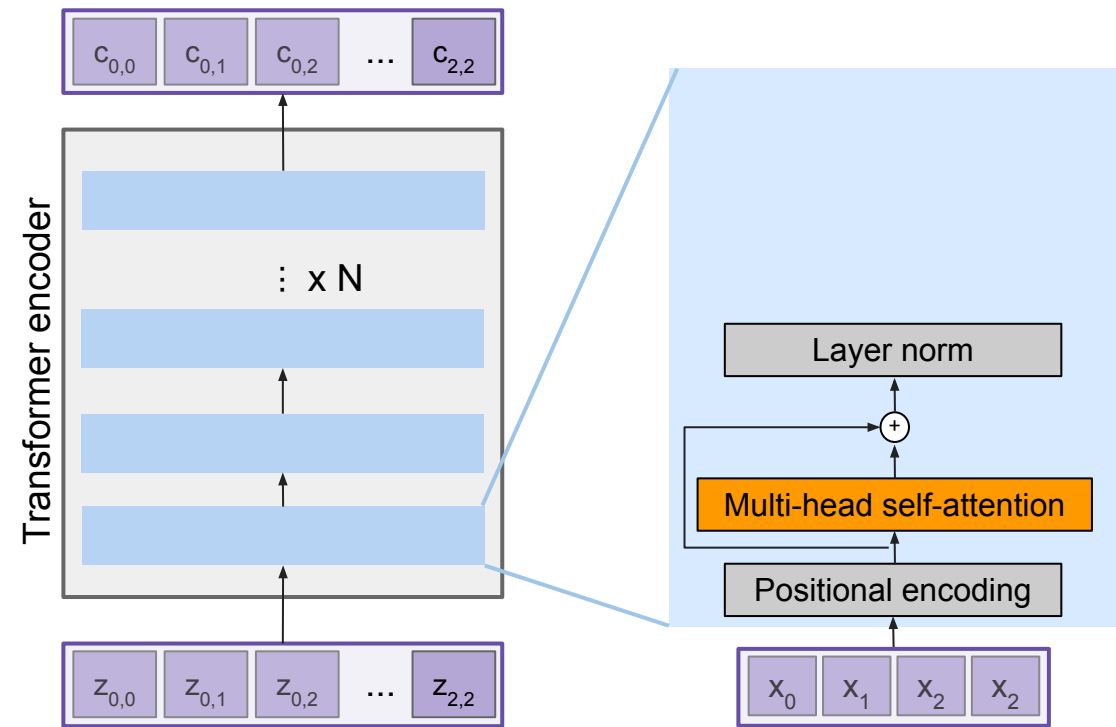 c0,0 c0,1 c0,2 ... c2,2
Transformer encoder
⋮ x N
z0,0 z0,1 z0,2 ... z2,2
Layer norm
+
Multi-head self-attention
Positional encoding
x0 x1 x2 x2